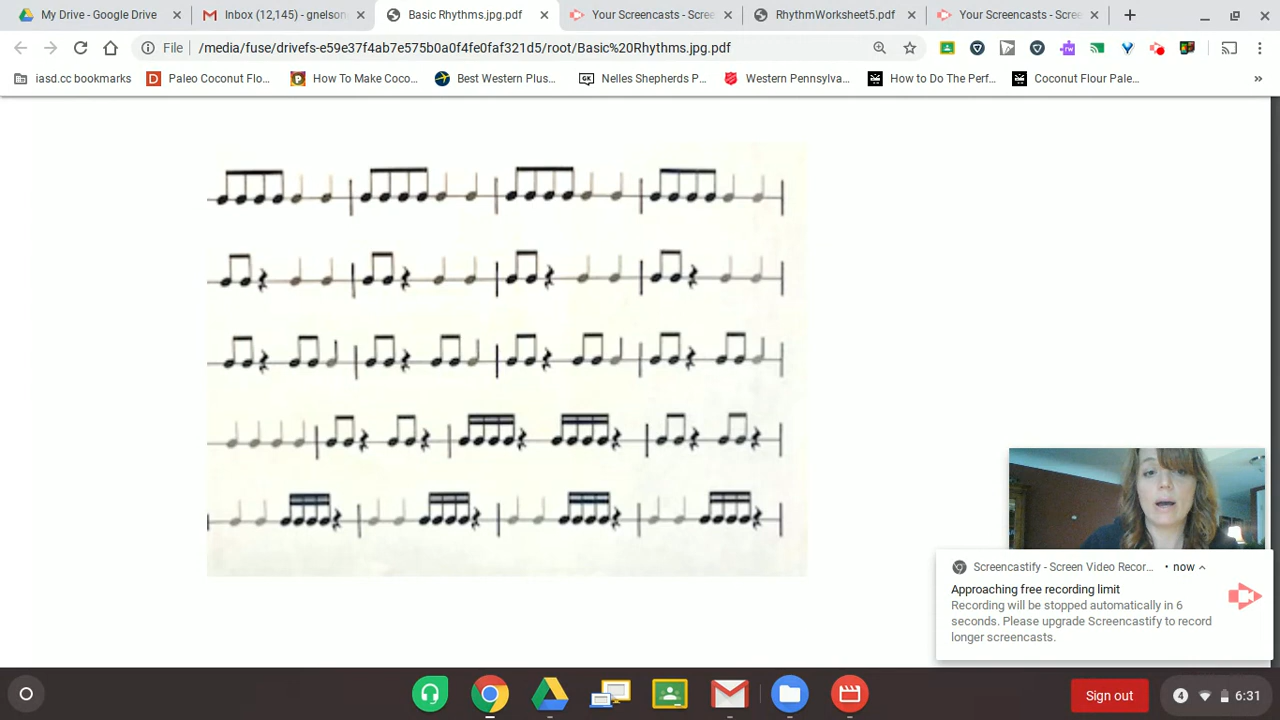 My Drive - Google Drive
Inbox (12,145) - gnelson
Basic Rhythms.jpg.pdf
Your Screencasts - Scree
RhythmWorksheet5.pdf
Your Screencasts - Scree
File
/media/fuse/drivefs-e59e37f4ab7e575b0a0f4fe0faf321d5/root/Basic%20Rhythms.jpg.pdf
iasd.cc bookmarks
Paleo Coconut Flo...
How To Make Coco...
Best Western Plus...
GK
Nelles Shepherds P...
Western Pennsylva...
How to Do The Perf...
Coconut Flour Pale...
»
Screencastify - Screen Video Recor... • now
Approaching free recording limit
Recording will be stopped automatically in 6
seconds. Please upgrade Screencastify to record
longer screencasts.
Sign out
4
6:31